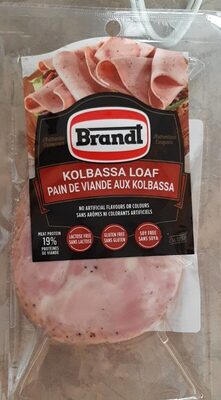 Brandt
KOLBASSA LOAF
PAIN DE VIANDE AUX KOLBASSA
NO ARTIFICIAL FLAVOURS OR COLOURS
SANS ARÔMES NI COLORANTS ARTIFICIELS
MEAT PROTEIN
19%
PROTÉINES
DE VIANDE
LACTOSE FREE
SANS LACTOSE
GLUTEN FREE
SANS GLUTEN
SOY FREE
SANS SOYA